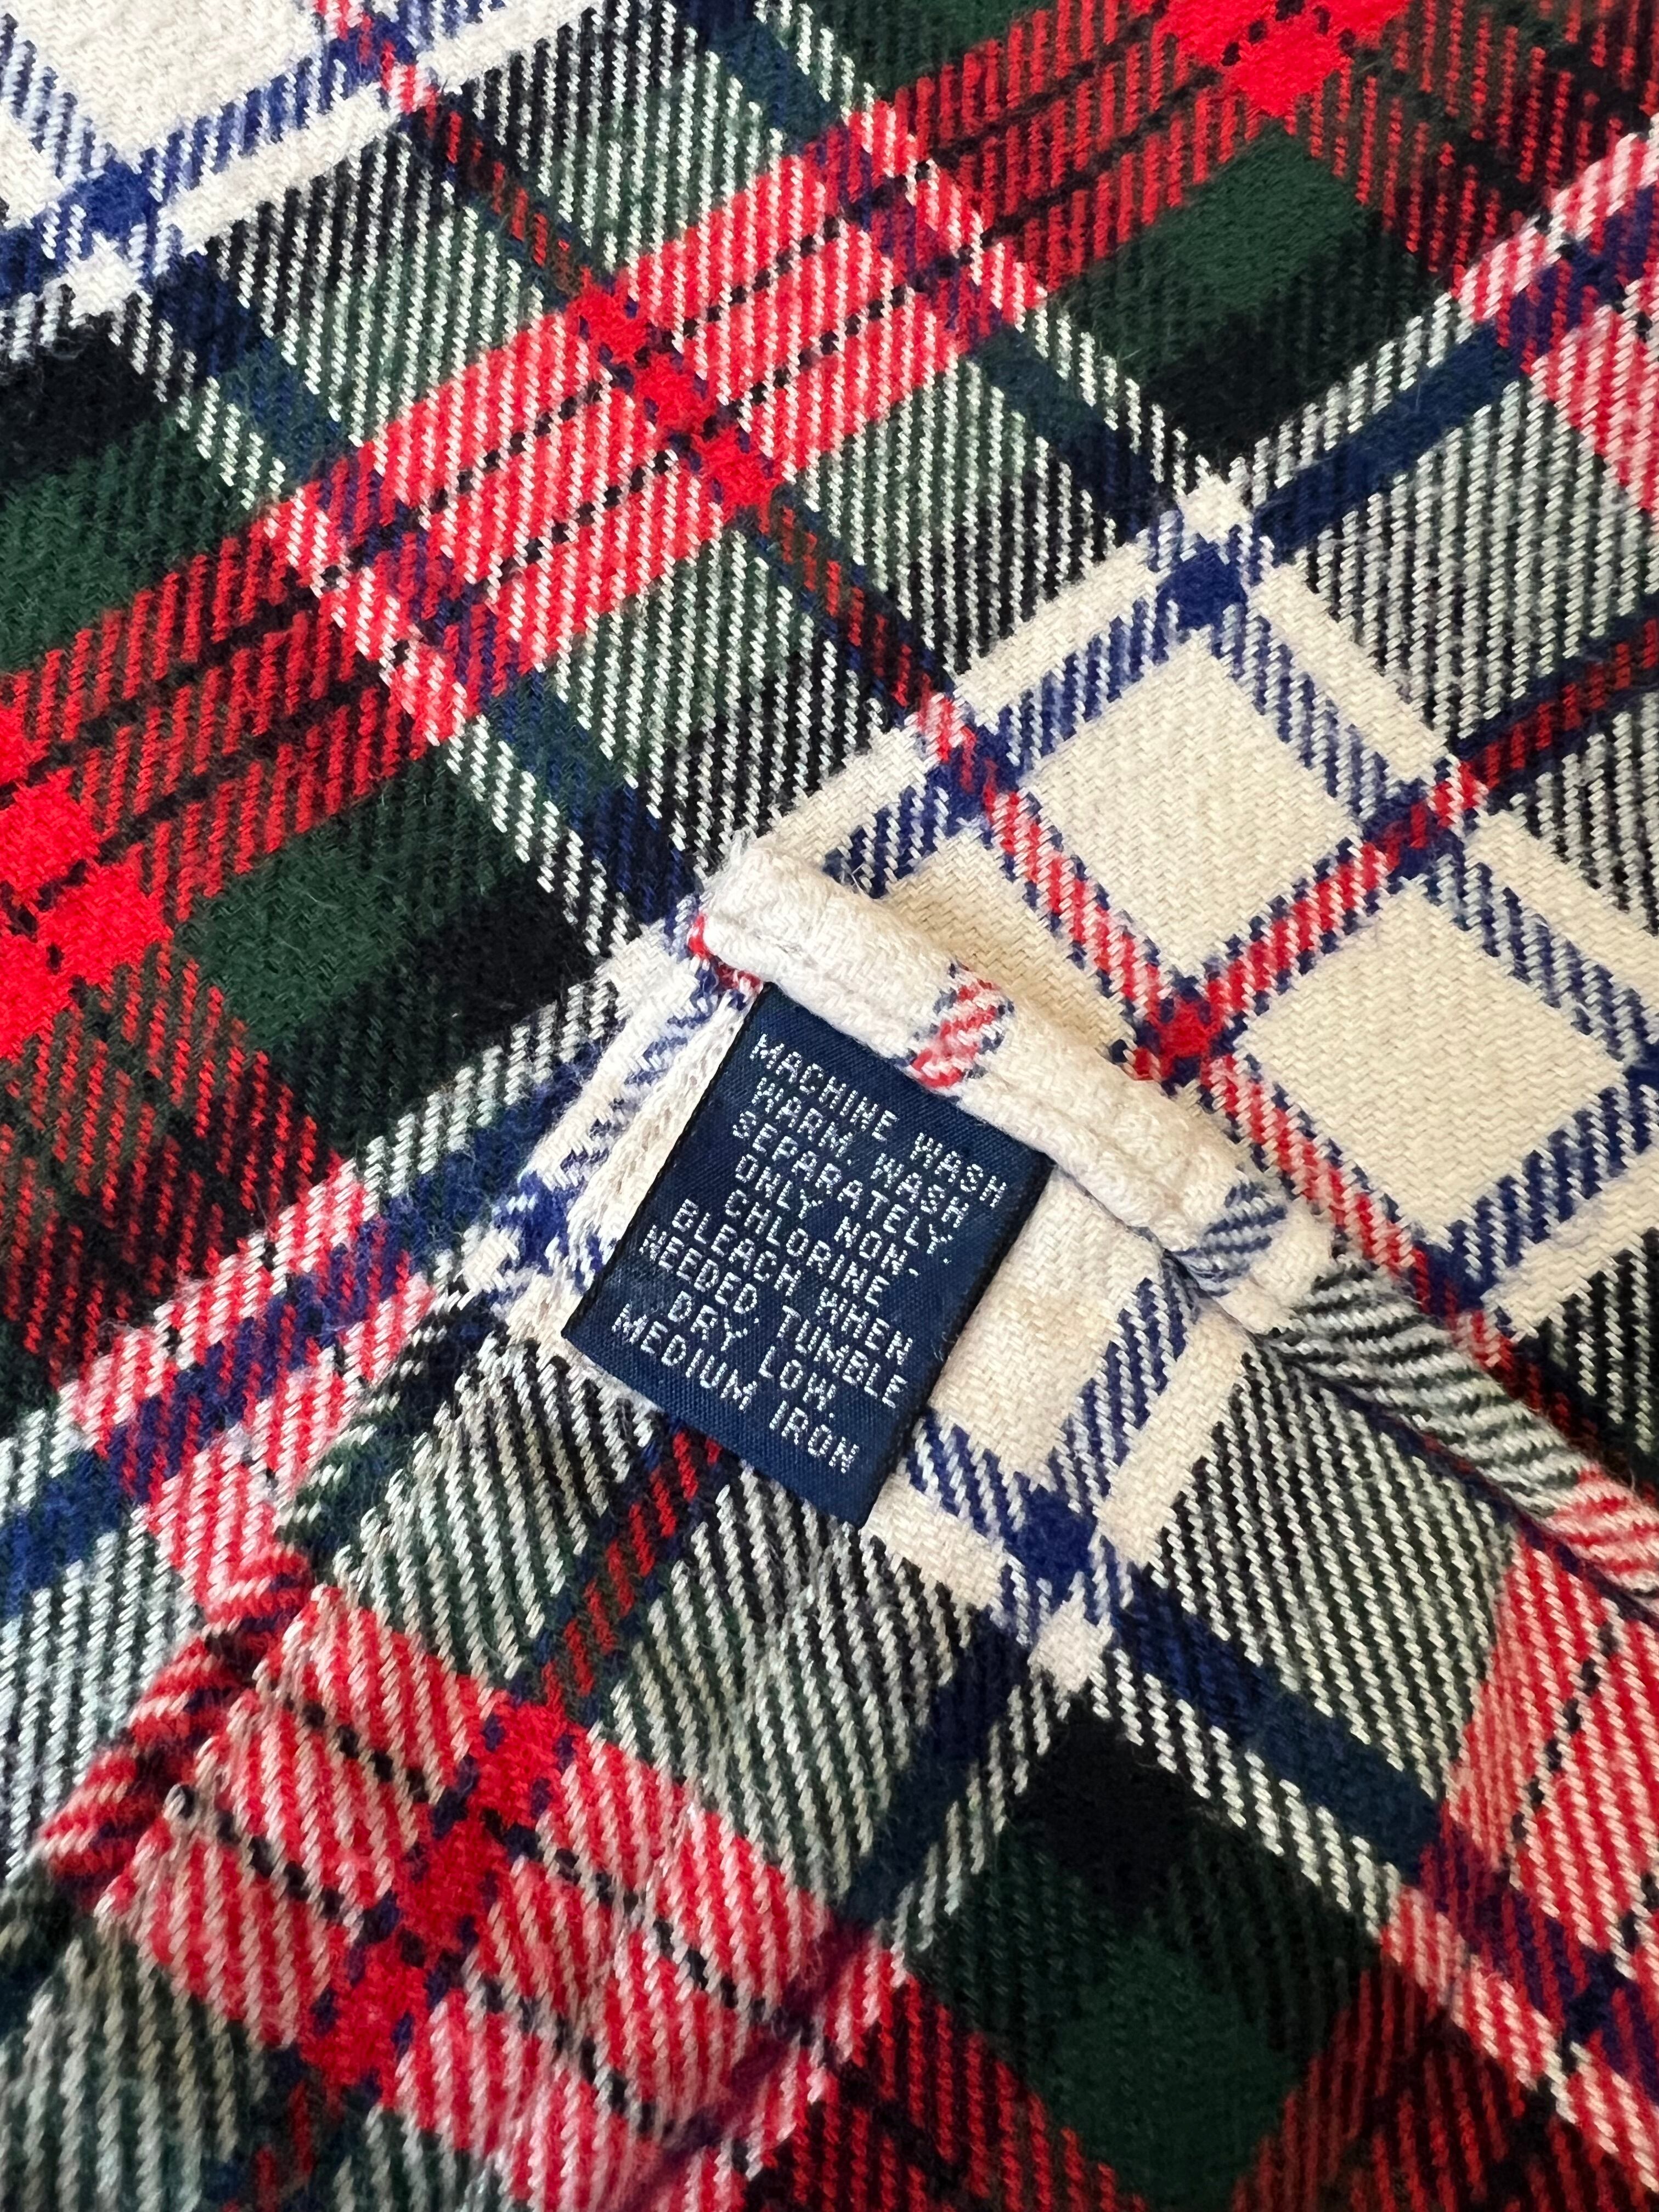 MACHINE WASH
WARM WASH
SEPARATELY.
ONLY NON-
CHLORINE
BLEACH WHEN
NEEDED.TUMBLE
DRY LOW.
MEDIUM IRON